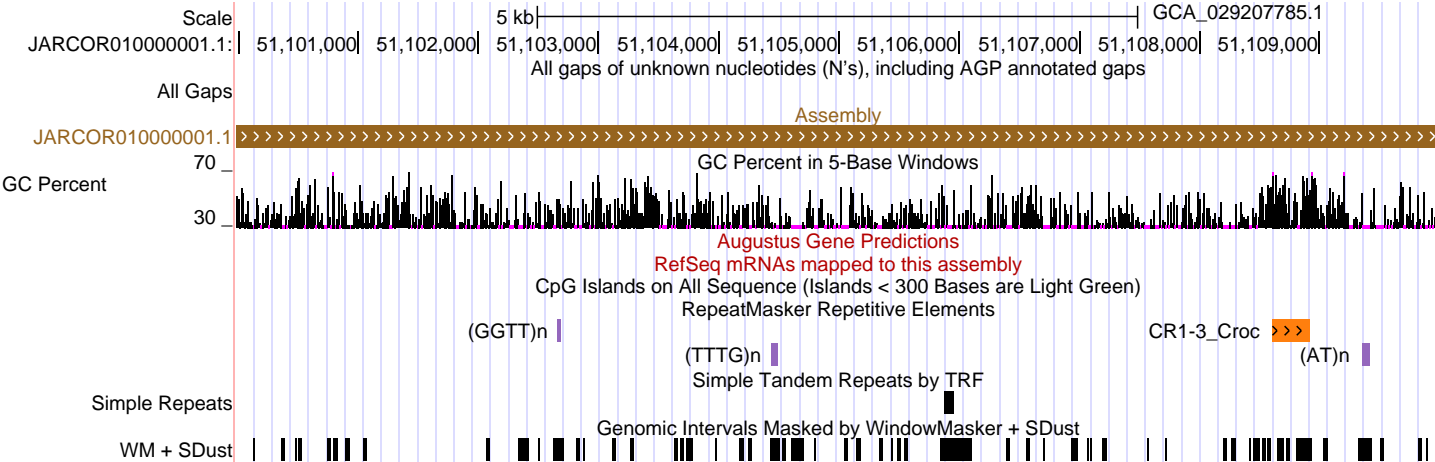 Scale 5 kb GCA_029207785.1
JARCOR010000001.1: 51,101,000 51,102,000 51,103,000 51,104,000 51,105,000 51,106,000 51,107,000 51,108,000 51,109,000
All gaps of unknown nucleotides (N's), including AGP annotated gaps
All Gaps
Assembly
JARCOR010000001.1
70 GC Percent in 5-Base Windows
GC Percent
30
Augustus Gene Predictions
RefSeq mRNAs mapped to this assembly
CpG Islands on All Sequence (Islands < 300 Bases are Light Green)
RepeatMasker Repetitive Elements
(GGTT)n CR1-3_Croc
(TTTG)n (AT)n
Simple Tandem Repeats by TRF
Simple Repeats
Genomic Intervals Masked by WindowMasker + SDust
WM + SDust